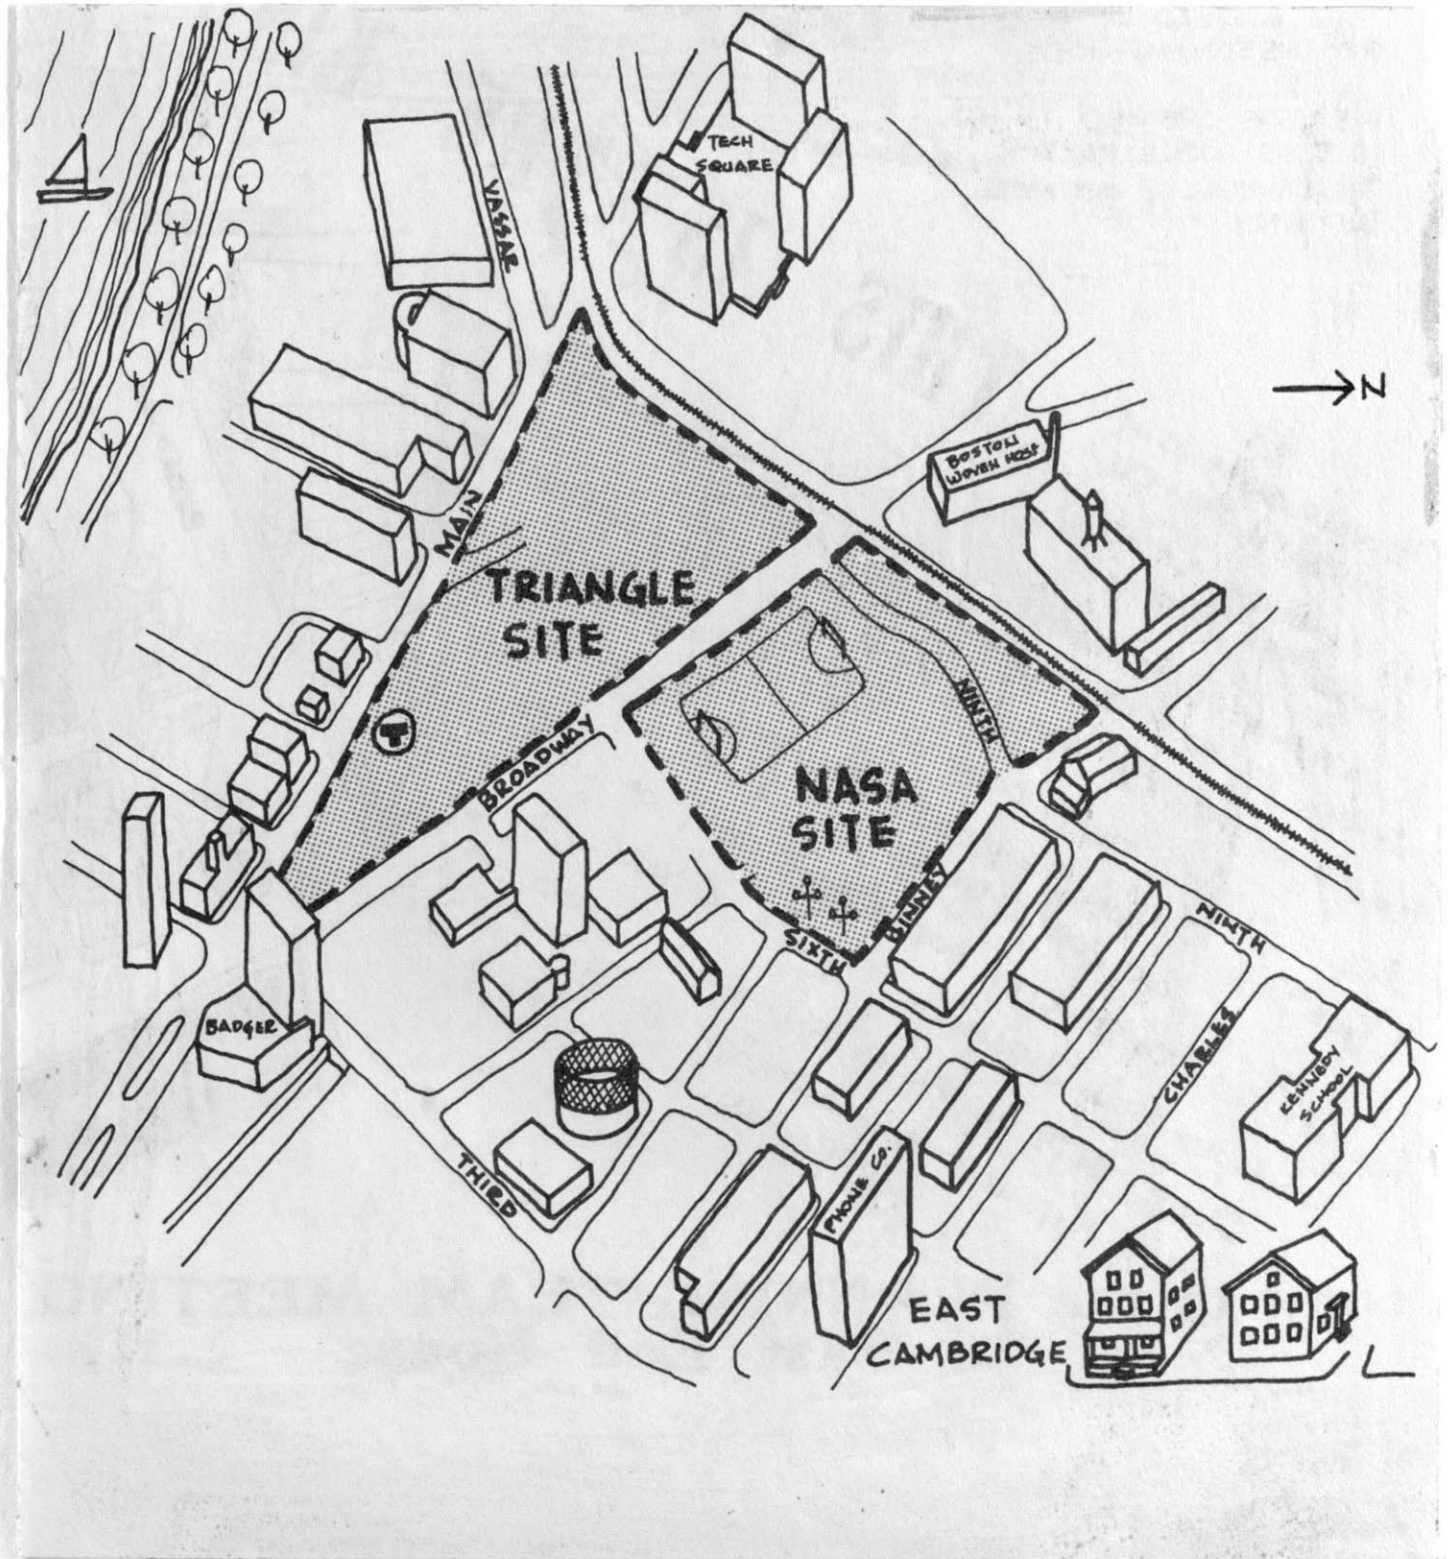 TECH
SQUARE
VASSAR
N
BOSTON
WOVEN HOSE
MAIN
TRIANGLE
SITE
T
NINTH
BROADWAY
NASA
SITE
BINNEY
SIXTH
NINTH
BADGER
CHARLES
KENNEDY
SCHOOL
THIRD
PHONE CO.
EAST
CAMBRIDGE